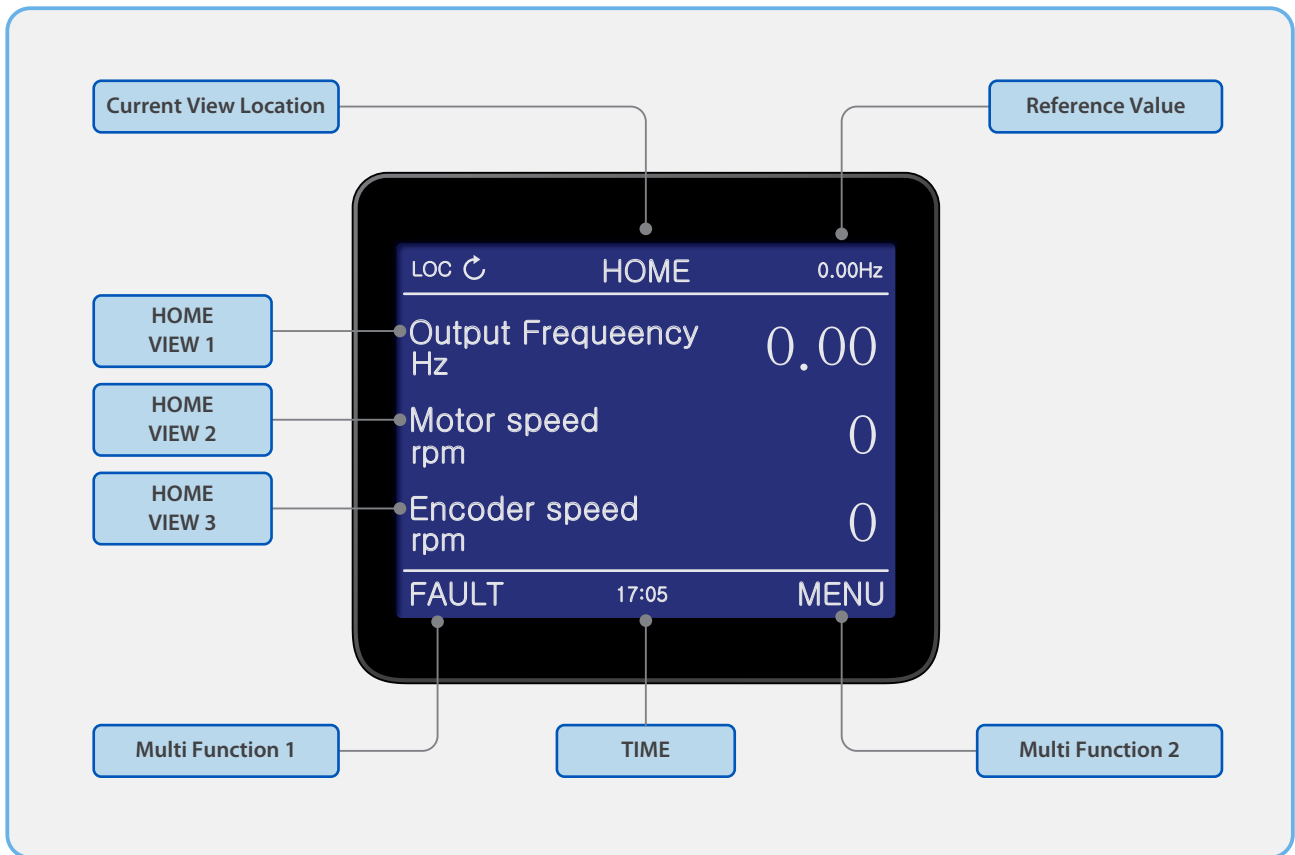 Current View Location
Reference Value
LOC HOME 0.00Hz
HOME
VIEW 1
Output Frequeency 0.00
Hz
HOME
VIEW 2
Motor speed 0
rpm
HOME
VIEW 3
Encoder speed 0
rpm
FAULT 17:05 MENU
Multi Function 1
TIME
Multi Function 2